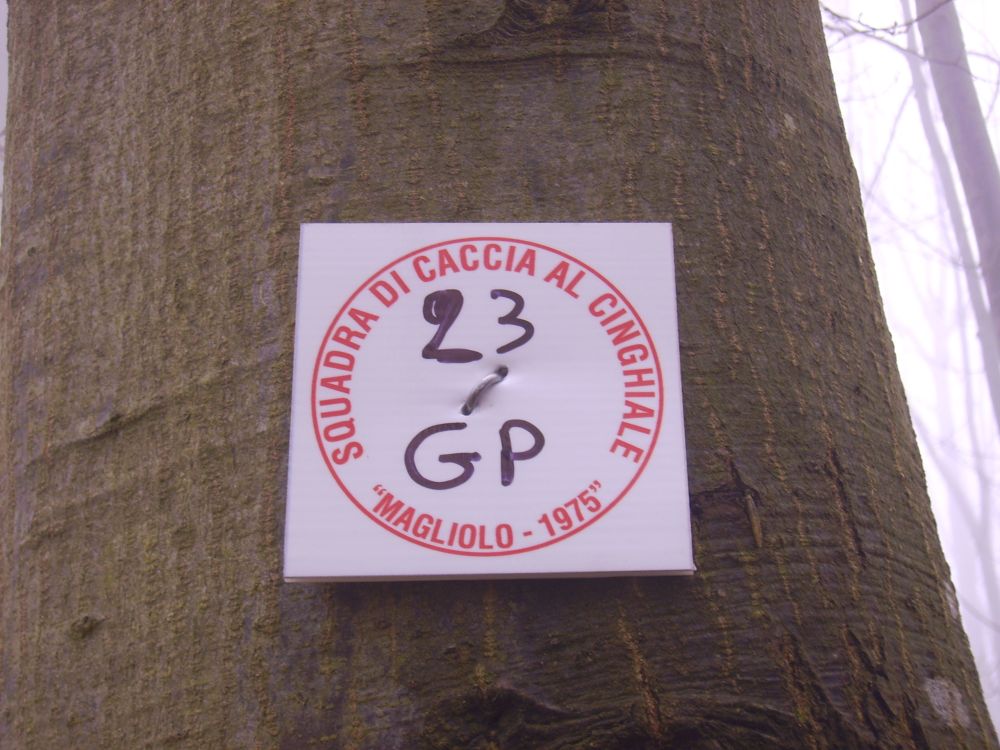 SQUADRA DI CACCIA AL CINGHIALE
23
GP
"MAGLIOLO - 1975"